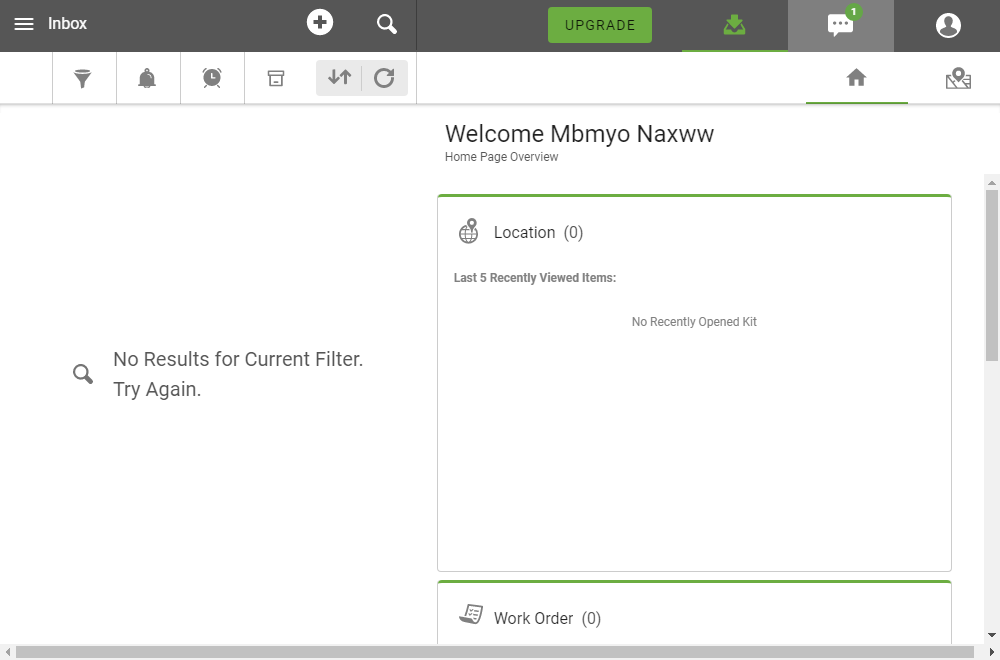 Inbox
UPGRADE
1
Welcome Mbmyo Naxww
Home Page Overview
Location (0)
Last 5 Recently Viewed Items:
No Recently Opened Kit
No Results for Current Filter.
Try Again.
Work Order (0)